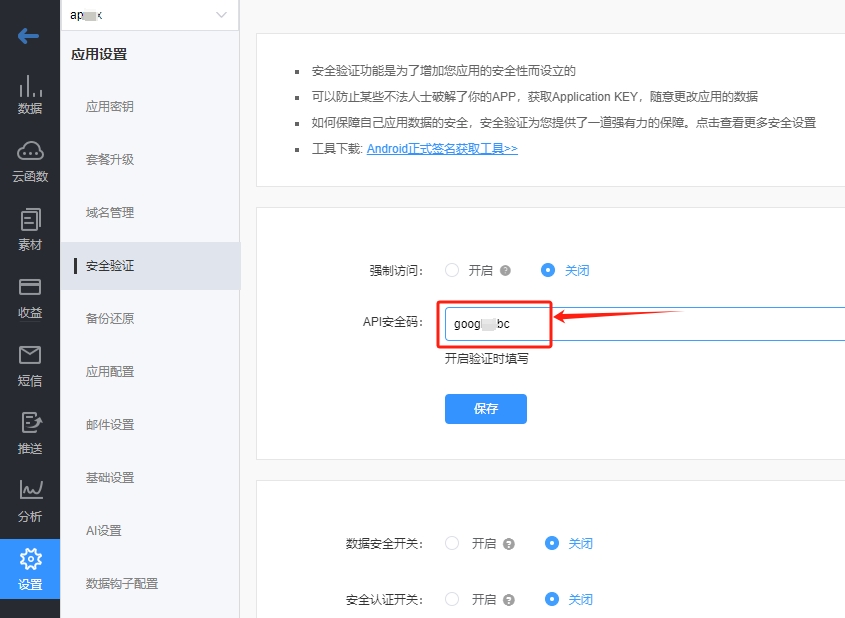 应用设置
应用密钥
套餐升级
域名管理
安全验证
备份还原
应用配置
邮件设置
基础设置
AI设置
数据钩子配置
数据
云函数
素材
收益
短信
推送
分析
设置
安全验证功能是为了增加您应用的安全性而设立的
可以防止某些不法人士破解了你的APP，获取Application KEY，随意更改应用的数据
如何保障自己应用数据的安全，安全验证为您提供了一道强有力的保障。点击查看更多安全设置
工具下载: Android正式签名获取工具>>
强制访问： 开启 ? 关闭
API安全码：
开启验证时填写
保存
数据安全开关： 开启 ? 关闭
安全认证开关： 开启 ? 关闭